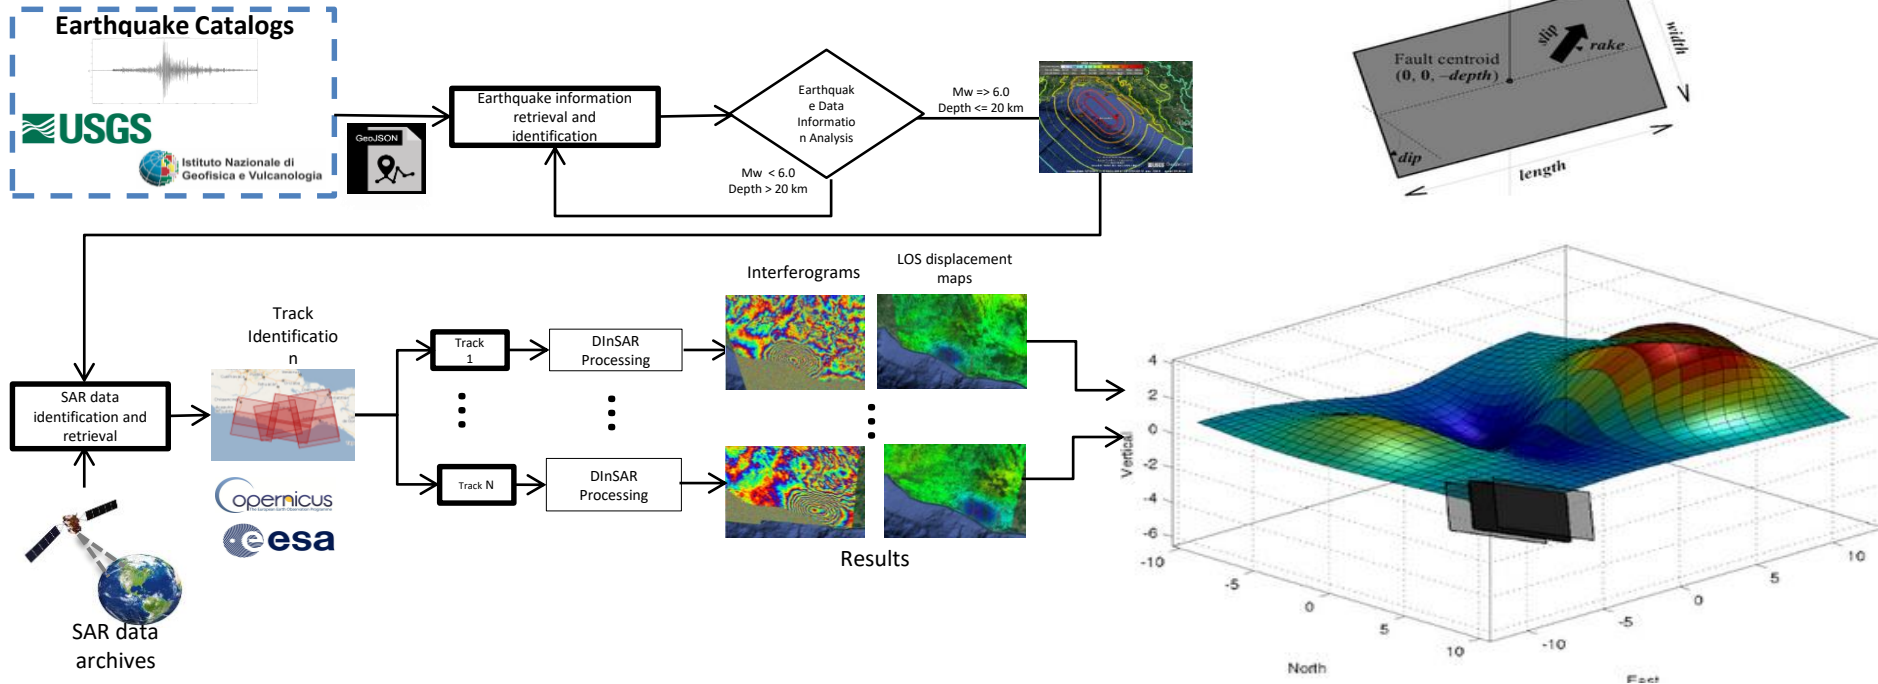 Earthquake Catalogs
USGS
Istituto Nazionale di
Geofisica e Vulcanologia
GeoJSON
Earthquake information
retrieval and
identification
Earthquak
e Data
Informatio
n Analysis
Mw => 6.0
Depth <= 20 km
Mw < 6.0
Depth > 20 km
slip
rake
width
Fault centroid
(0, 0, -depth)
dip
length
SAR data
identification and
retrieval
Track
Identificatio
n
opernicus
esa
SAR data
archives
Track
1
DInSAR
Processing
Track N
DInSAR
Processing
Interferograms
LOS displacement
maps
Results
4
2
0
-2
-4
-6
Vertical
-10
-5
0
5
10
North
-10
-5
0
5
10
East